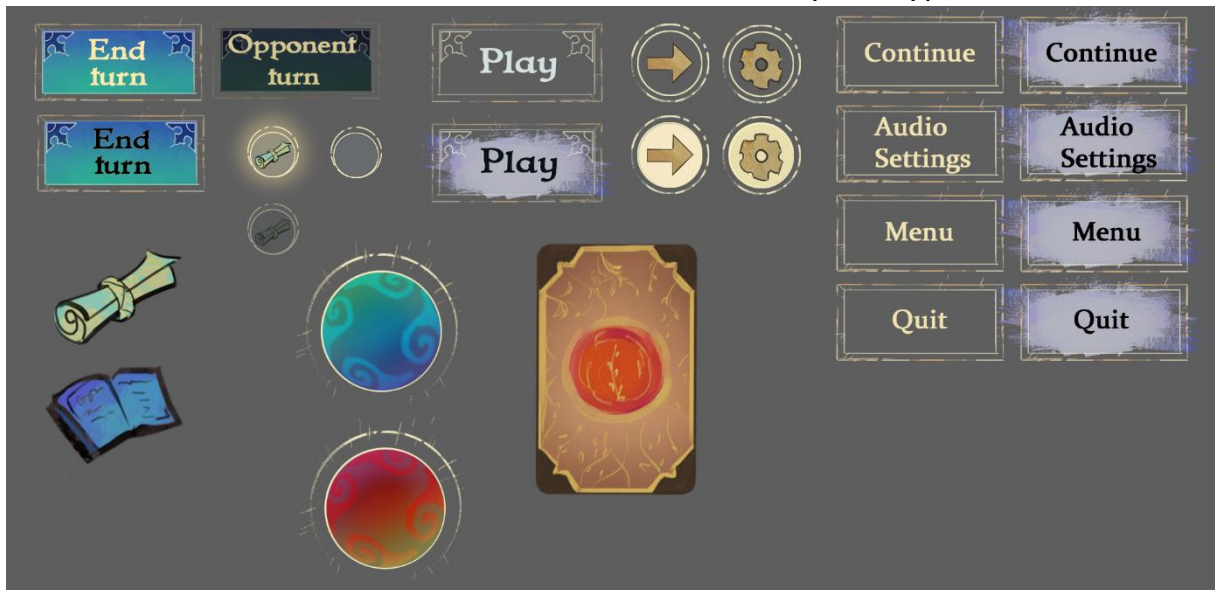 End
turn
Opponent
turn
Play
Continue
Continue
End
turn
Play
Audio
Settings
Audio
Settings
Menu
Menu
Quit
Quit